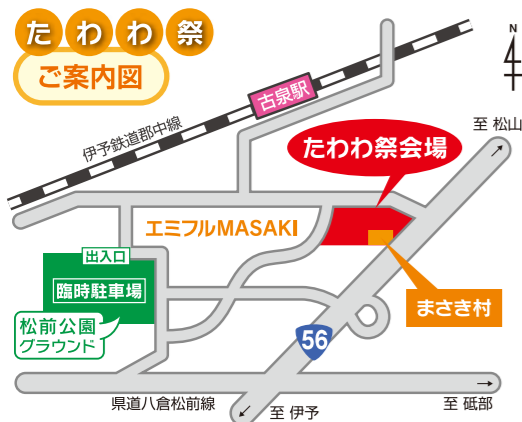 たわわ祭
ご案内図
N
古泉駅
伊予鉄道郡中線
至 松山
たわわ祭会場
エミフルMASAKI
出入口
臨時駐車場
まさき村
松前公園
グラウンド
56
県道八倉松前線
至 伊予
至 砥部